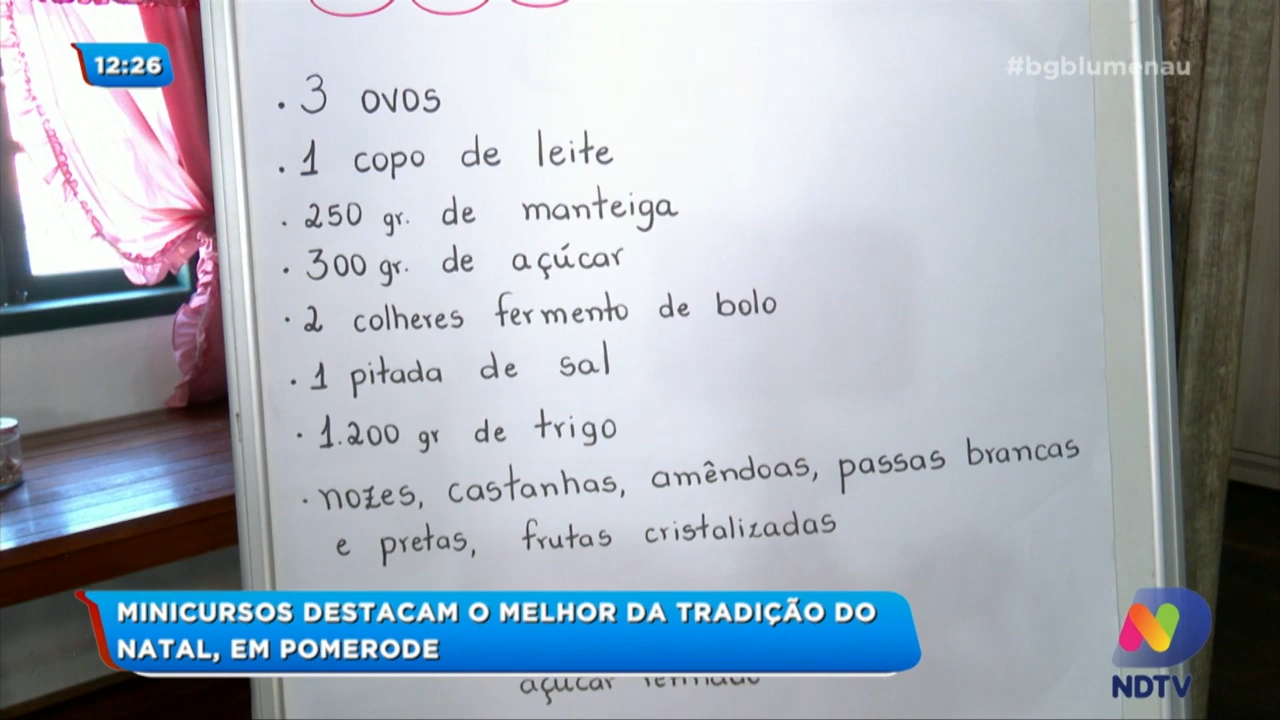 12:26
#bgblumenau
. 3 ovos
. 1 copo de leite
. 250 gr. de manteiga
. 300 gr. de açúcar
. 2 colheres fermento de bolo
. 1 pitada de sal
. 1.200 gr de trigo
. nozes, castanhas, amêndoas, passas brancas
e pretas, frutas cristalizadas
MINICURSOS DESTACAM O MELHOR DA TRADIÇÃO DO
NATAL, EM POMERODE
açúcar
NDTV